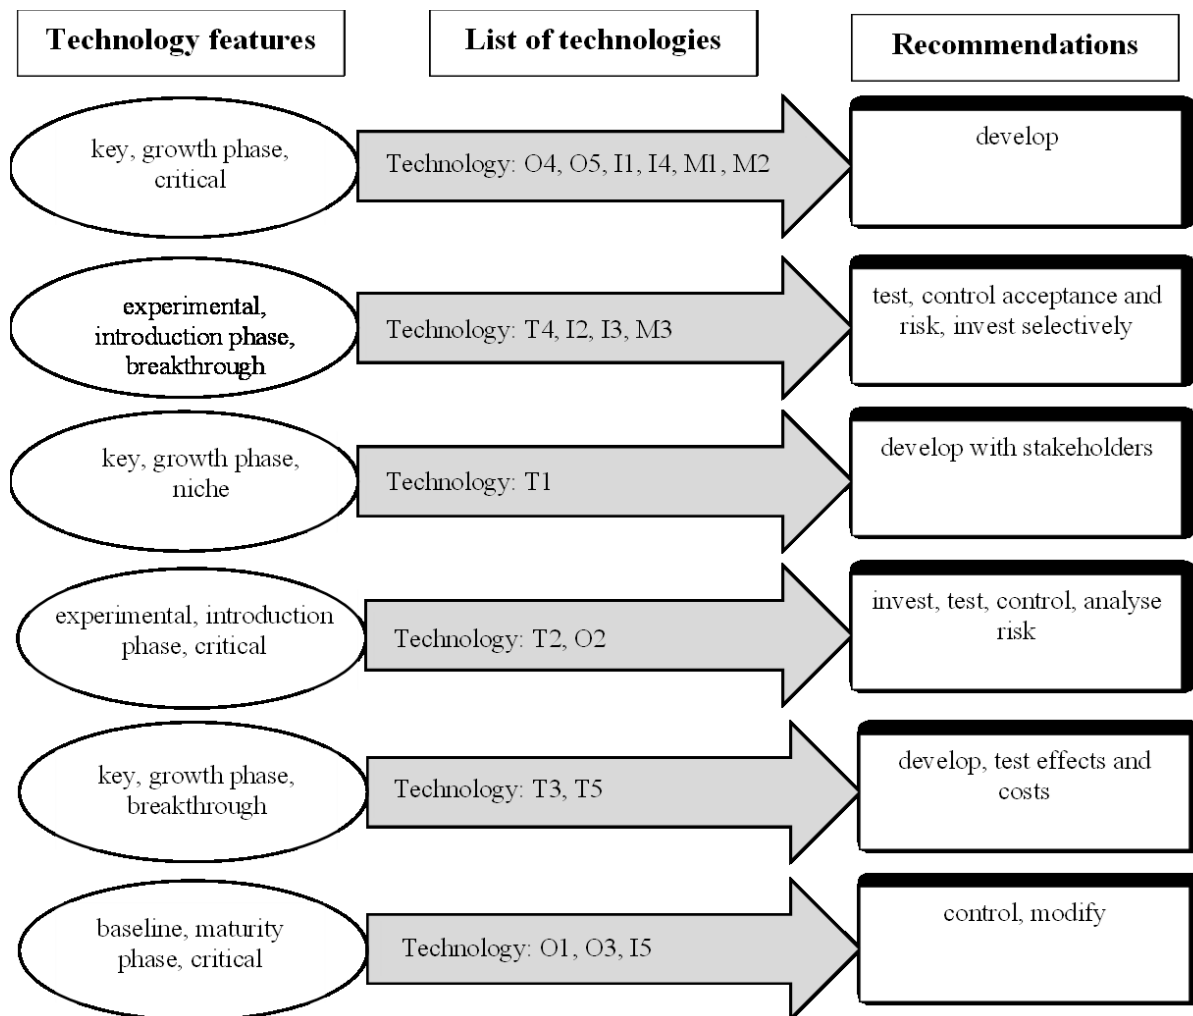 Technology features
List of technologies
Recommendations
key, growth phase,
critical
Technology: O4, O5, I1, I4, M1, M2
develop
experimental,
introduction phase,
breakthrough
Technology: T4, I2, I3, M3
test, control acceptance and
risk, invest selectively
key, growth phase,
niche
Technology: T1
develop with stakeholders
experimental, introduction
phase, critical
Technology: T2, O2
invest, test, control, analyse
risk
key, growth phase,
breakthrough
Technology: T3, T5
develop, test effects and
costs
baseline, maturity
phase, critical
Technology: O1, O3, I5
control, modify